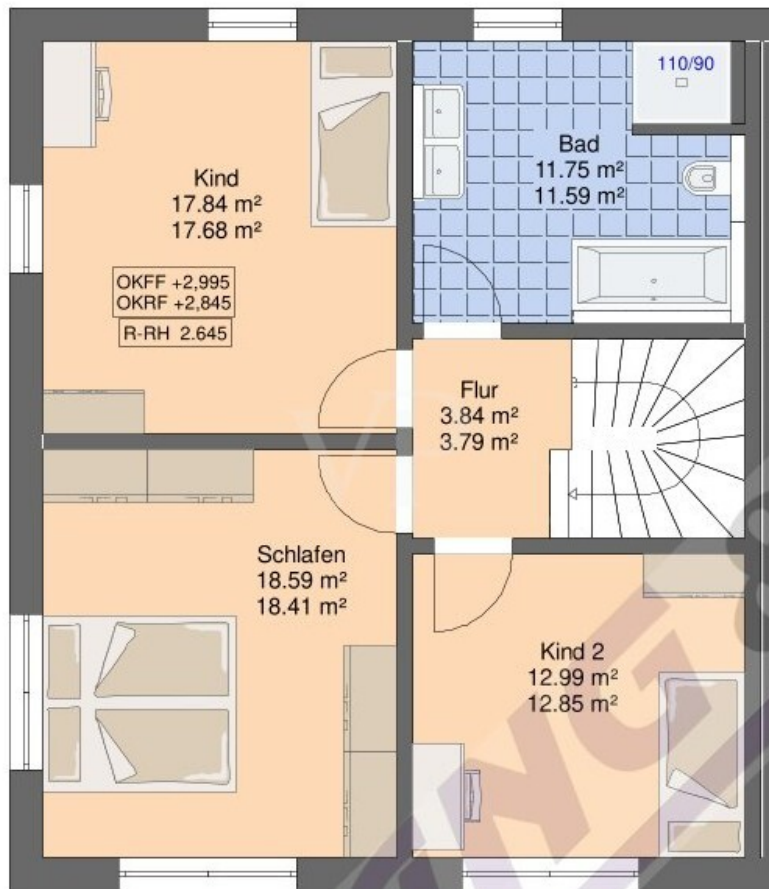 Kind
17.84 m²
17.68 m²
OKFF +2,995
OKRF +2,845
R-RH 2.645
110/90
Bad
11.75 m²
11.59 m²
Flur
3.84 m²
3.79 m²
Schlafen
18.59 m²
18.41 m²
Kind 2
12.99 m²
12.85 m²